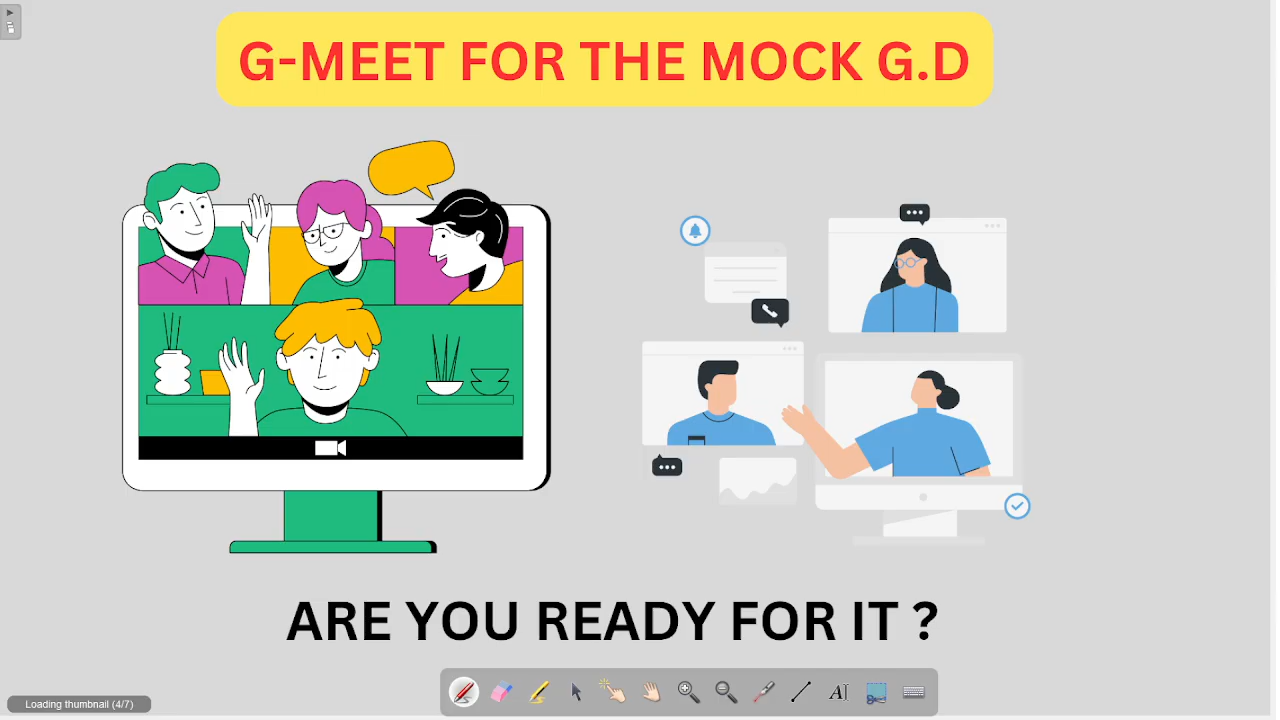 G-MEET FOR THE MOCK G.D
ARE YOU READY FOR IT ?
Loading thumbnail (4/7)